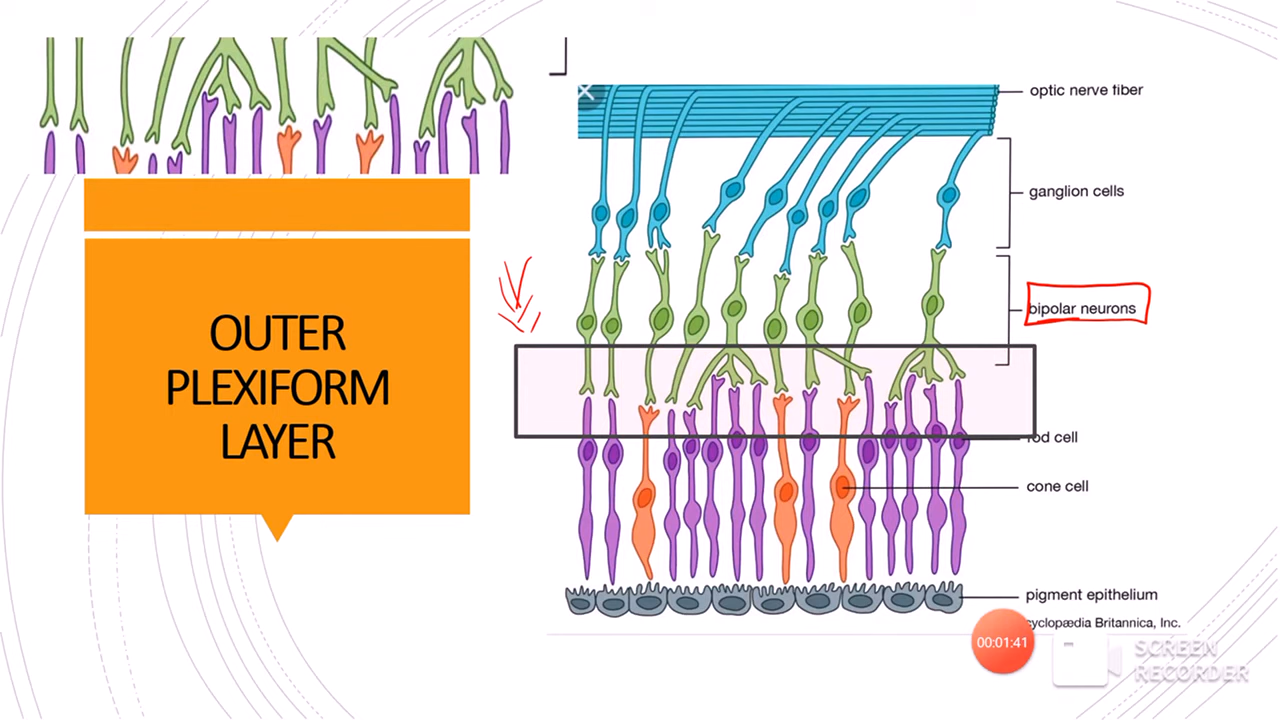 OUTER
PLEXIFORM
LAYER
optic nerve fiber
ganglion cells
bipolar neurons
rod cell
cone cell
pigment epithelium
cyclopædia Britannica, Inc.
00:01:41
SCREEN
RECORDER